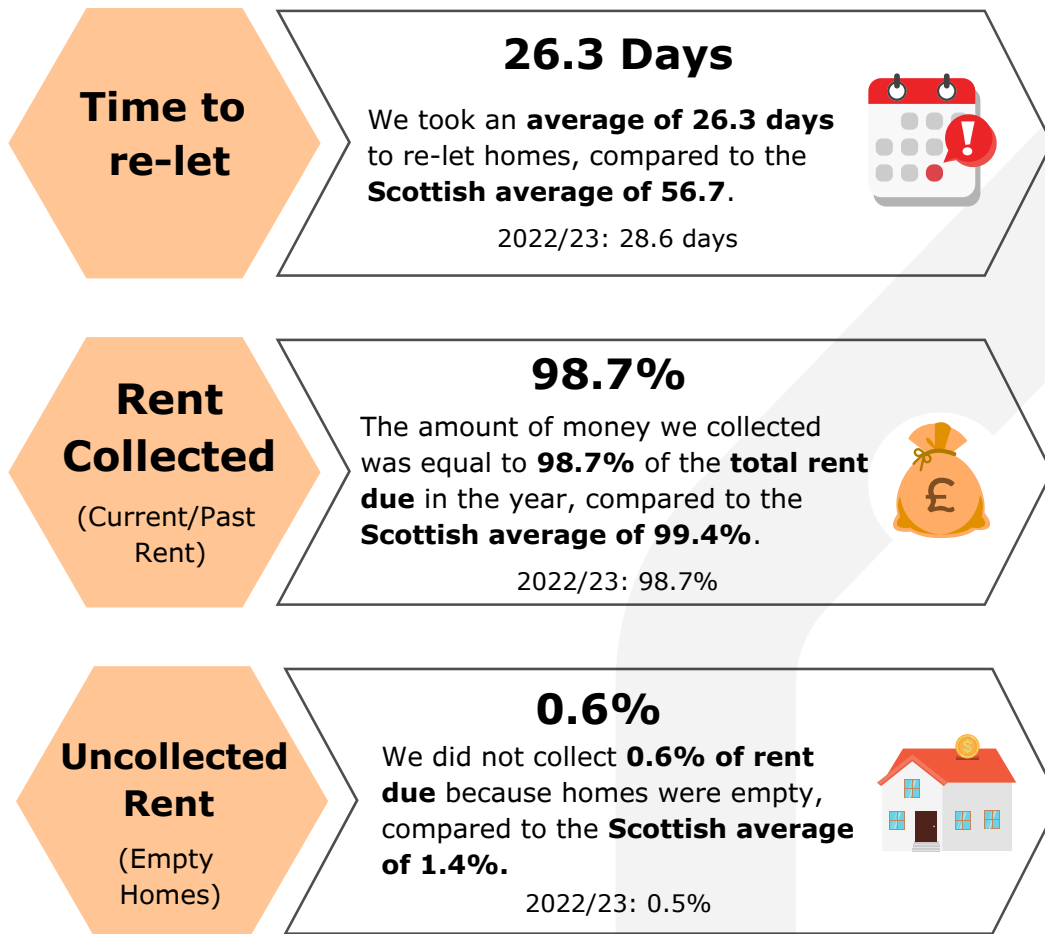 Time to
re-let
26.3 Days
We took an average of 26.3 days
to re-let homes, compared to the
Scottish average of 56.7.
2022/23: 28.6 days
Rent
Collected
(Current/Past
Rent)
98.7%
The amount of money we collected
was equal to 98.7% of the total rent
due in the year, compared to the
Scottish average of 99.4%.
2022/23: 98.7%
£
Uncollected
Rent
(Empty
Homes)
0.6%
We did not collect 0.6% of rent
due because homes were empty,
compared to the Scottish average
of 1.4%.
2022/23: 0.5%
$